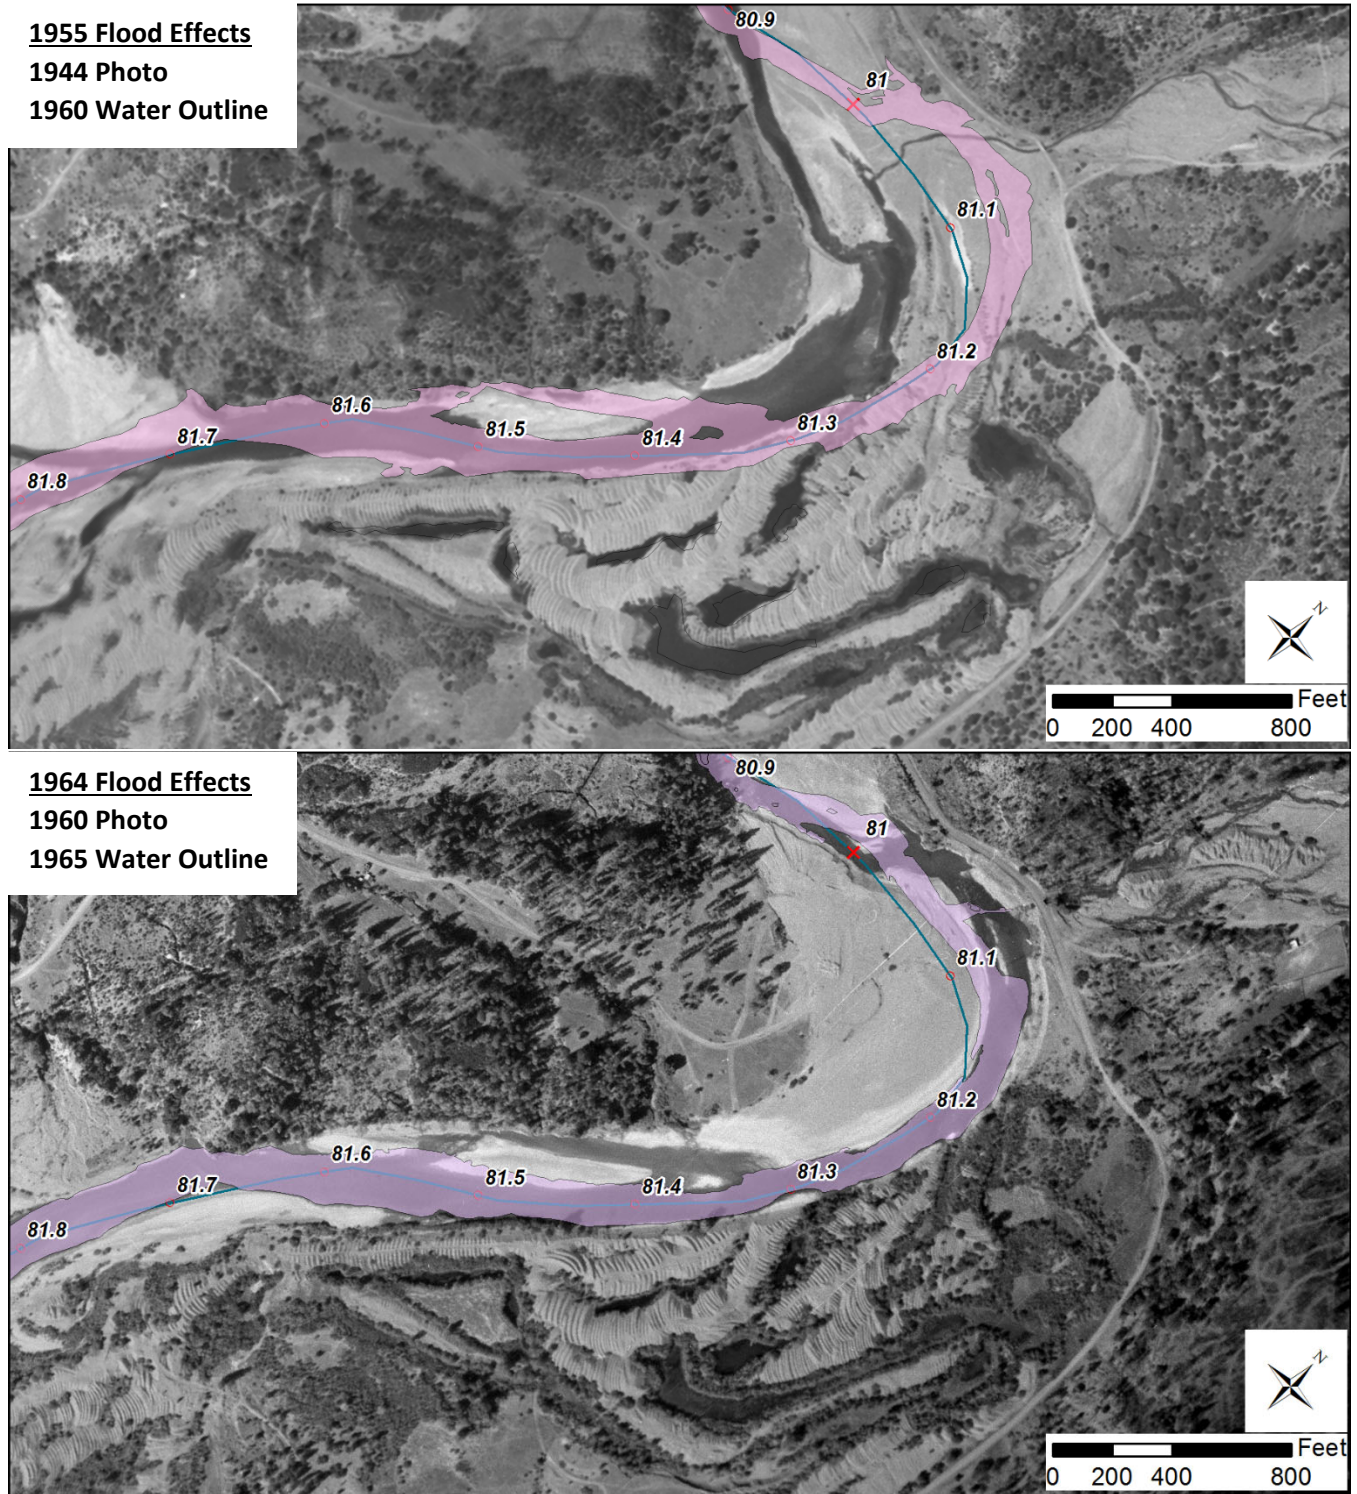 1955 Flood Effects
1944 Photo
1960 Water Outline
80.9
81
81.1
81.2
81.3
81.4
81.5
81.6
81.7
81.8
N
Feet
0 200 400 800
1964 Flood Effects
1960 Photo
1965 Water Outline
80.9
81
81.1
81.2
81.3
81.4
81.5
81.6
81.7
81.8
N
Feet
0 200 400 800